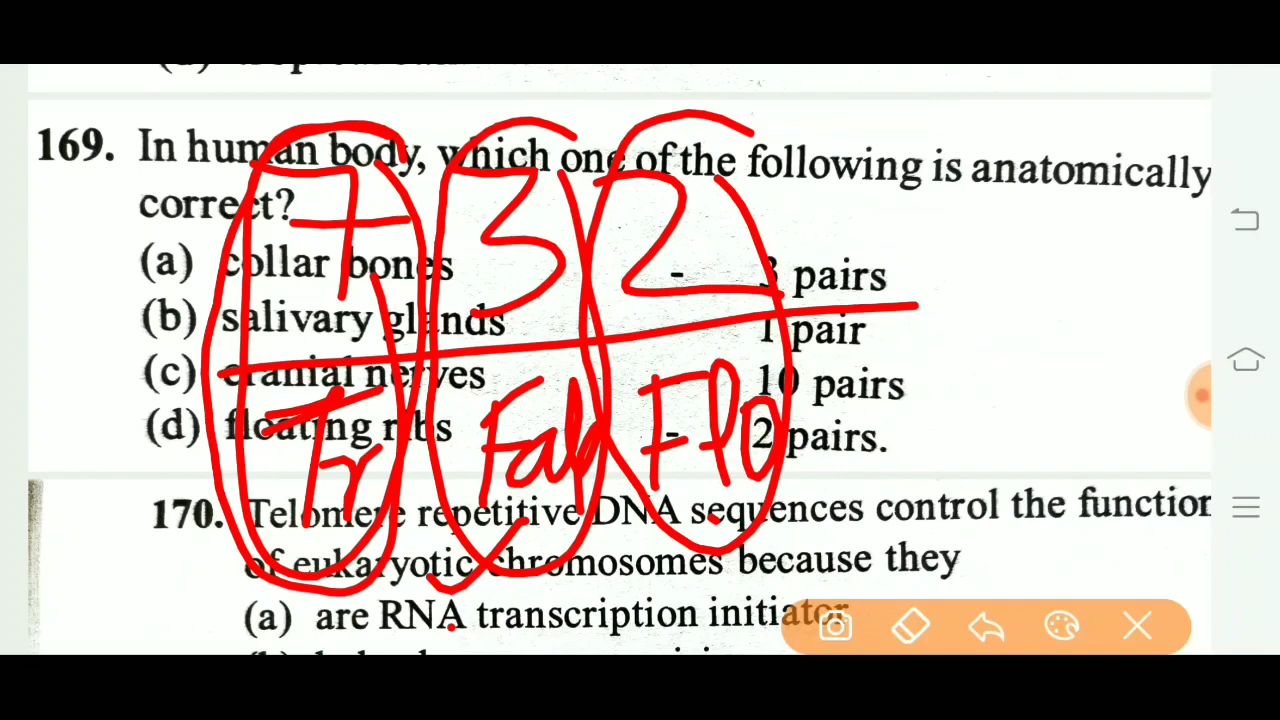 169. In human body, which one of the following is anatomically
correct?
(a) collar bones - 3 pairs
(b) salivary glands 1 pair
(c) cranial nerves - 10 pairs
(d) floating ribs - 2 pairs.
7 3 2
Tr Fal Flo
170. Telomere repetitive DNA sequences control the function
of eukaryotic chromosomes because they
(a) are RNA transcription initiator